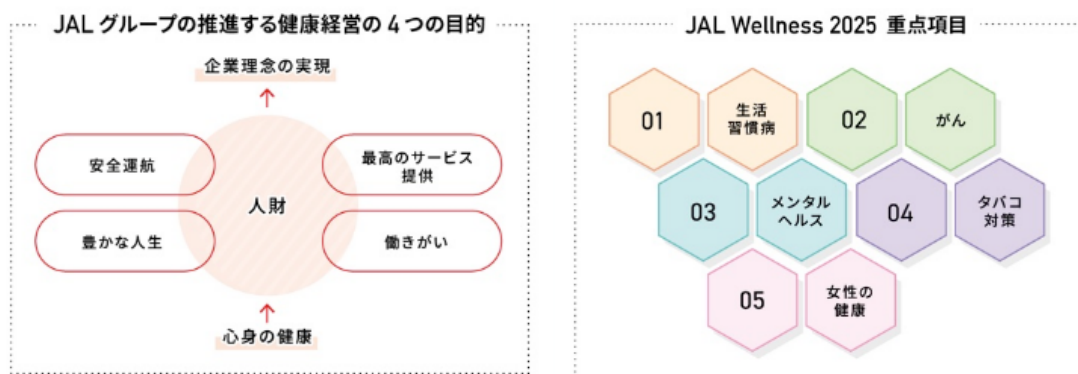 JAL グループの推進する健康経営の 4 つの目的
企業理念の実現
安全運航
最高のサービス
提供
人財
豊かな人生
働きがい
心身の健康
JAL Wellness 2025 重点項目
01
生活
習慣病
02
がん
03
メンタル
ヘルス
04
タバコ
対策
05
女性の
健康